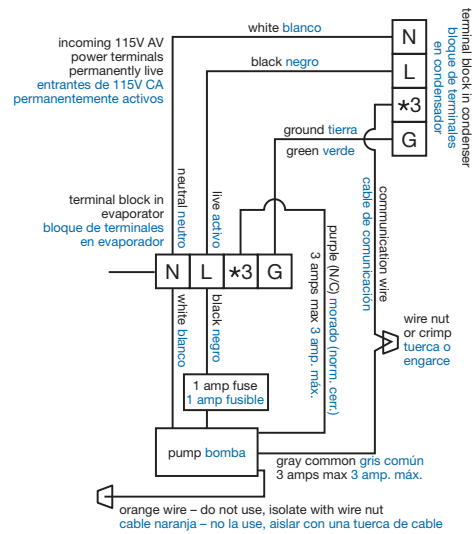 white blanco
incoming 115V AV
power terminals
permanently live
entrantes de 115V CA
permanentemente activos
black negro
N
L
*3
G
terminal block in condenser
bloque de terminales
en condensador
ground tierra
green verde
neutral neutro
live activo
terminal block in
evaporator
bloque de terminales
en evaporador
N L *3 G
purple (N/C) morado (norm. cerr.)
3 amps max 3 amp. máx.
communication wire
cable de comunicación
white blanco
black negro
wire nut
or crimp
tuerca o
engarce
1 amp fuse
1 amp fusible
pump bomba
gray common gris común
3 amps max 3 amp. máx.
orange wire – do not use, isolate with wire nut
cable naranja – no la use, aislar con una tuerca de cable